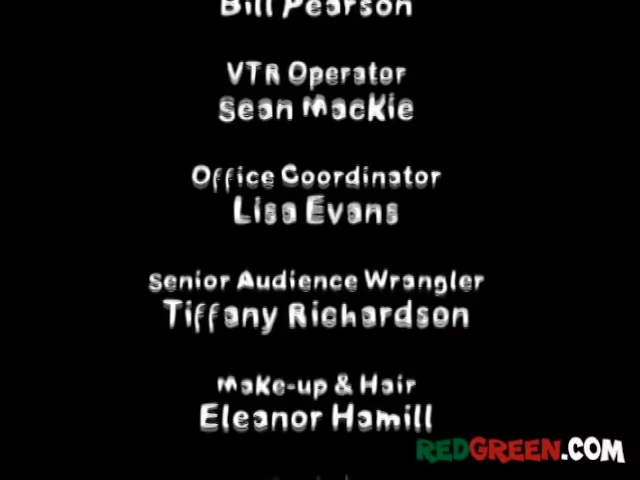 Bill Pearson
VTR Operator
Sean Mackie
Office Coordinator
Lisa Evans
Senior Audience Wrangler
Tiffany Richardson
Make-up & Hair
Eleanor Hamill
REDGREEN.COM